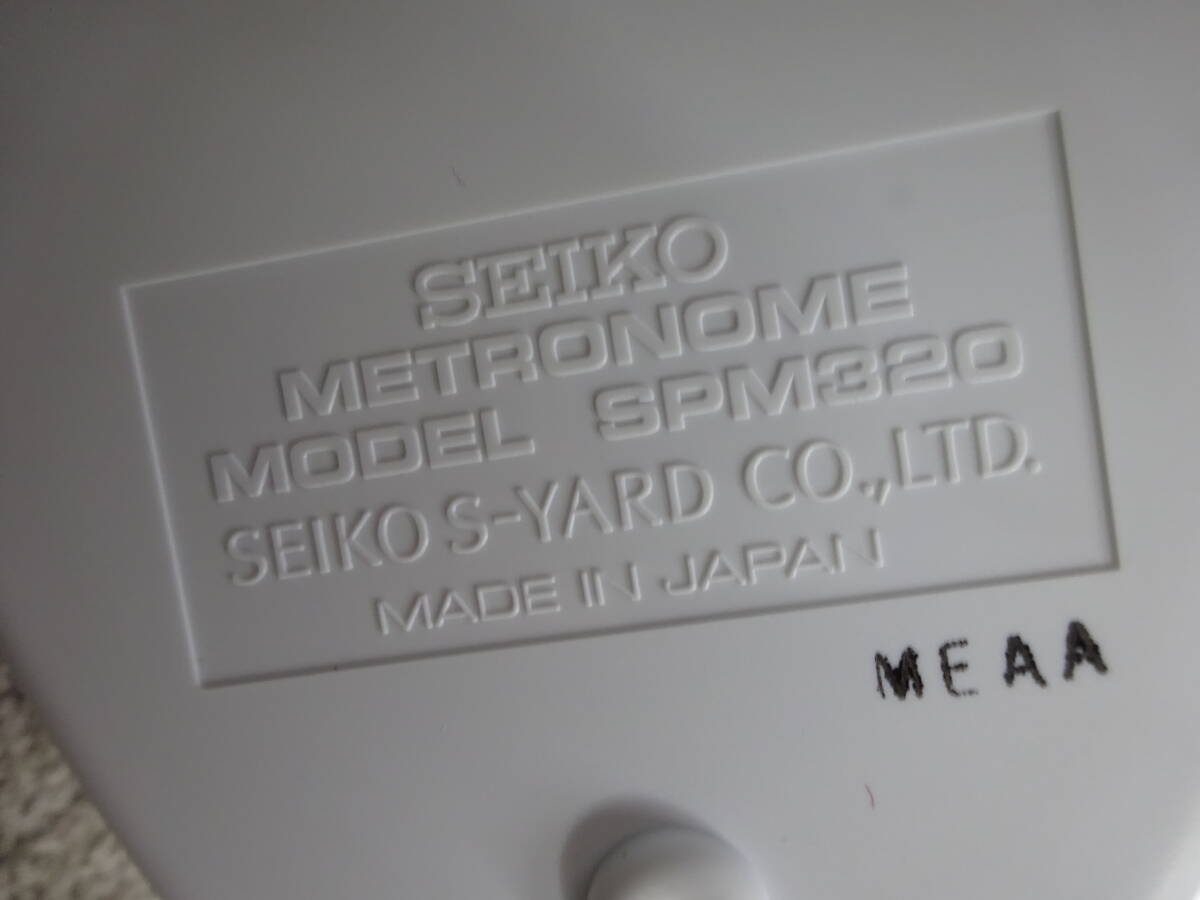 SEIKO
METRONOME
MODEL SPM320
SEIKO S-YARD CO.,LTD.
MADE IN JAPAN
MEAA